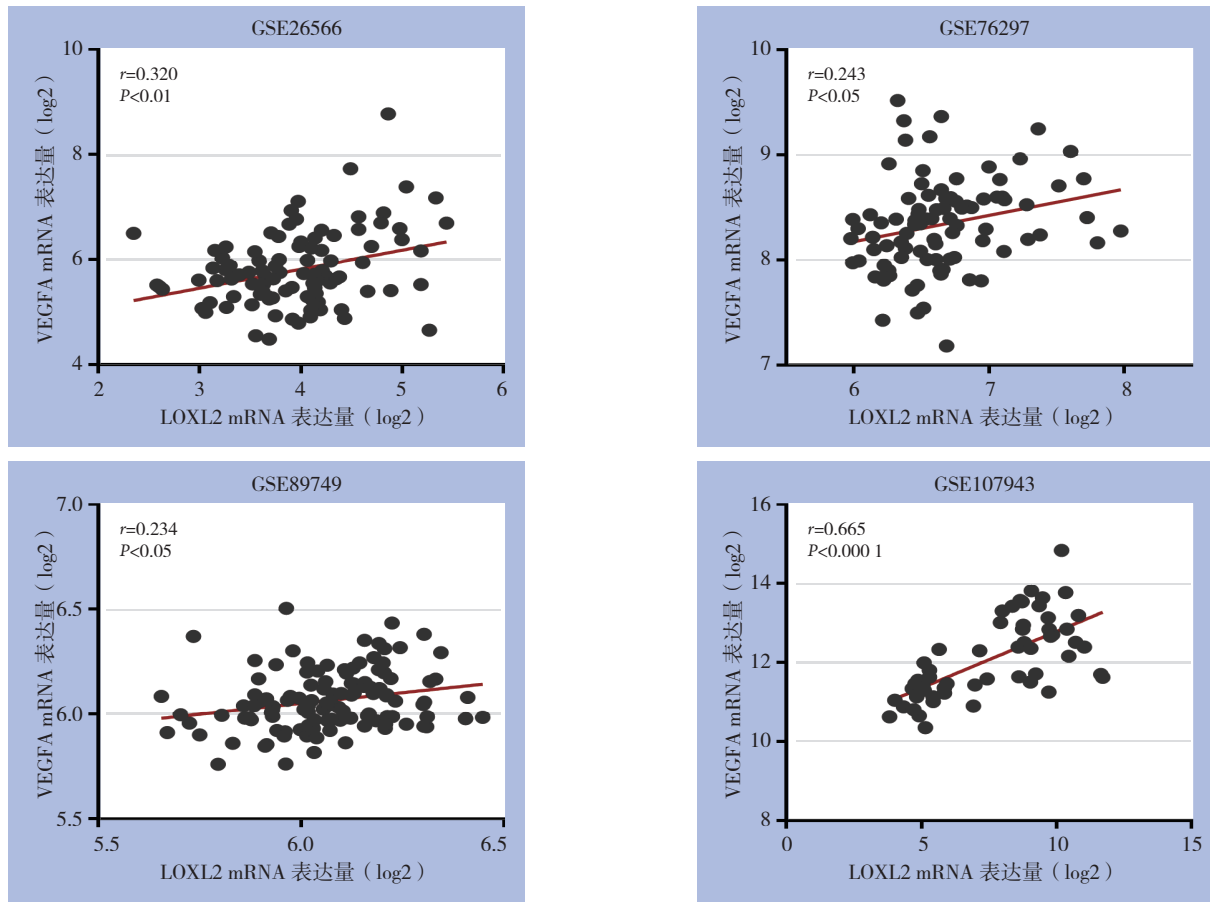 GSE26566
r=0.320
P<0.01
VEGFA mRNA 表达量（log2）
10
8
6
4
2
3
4
5
6
LOXL2 mRNA 表达量（log2）
GSE76297
r=0.243
P<0.05
VEGFA mRNA 表达量（log2）
10
9
8
7
6
7
8
LOXL2 mRNA 表达量（log2）
GSE89749
r=0.234
P<0.05
VEGFA mRNA 表达量（log2）
7.0
6.5
6.0
5.5
5.5
6.0
6.5
LOXL2 mRNA 表达量（log2）
GSE107943
r=0.665
P<0.000 1
VEGFA mRNA 表达量（log2）
16
14
12
10
8
0
5
10
15
LOXL2 mRNA 表达量（log2）